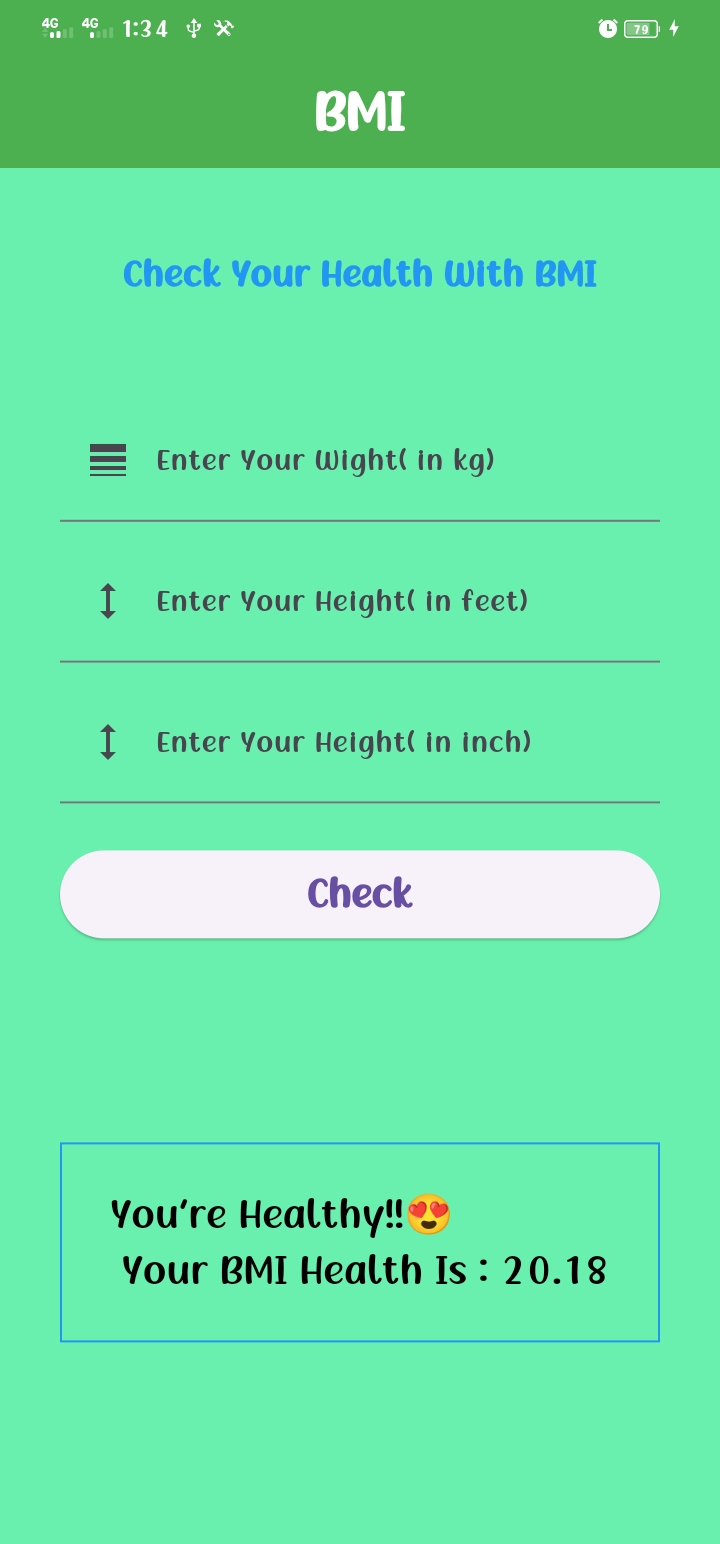 4G 4G 1:34 79
BMI
Check Your Health With BMI
Enter Your Wight( in kg)
Enter Your Height( in feet)
Enter Your Height( in inch)
Check
You're Healthy!!😍
Your BMI Health Is : 20.18